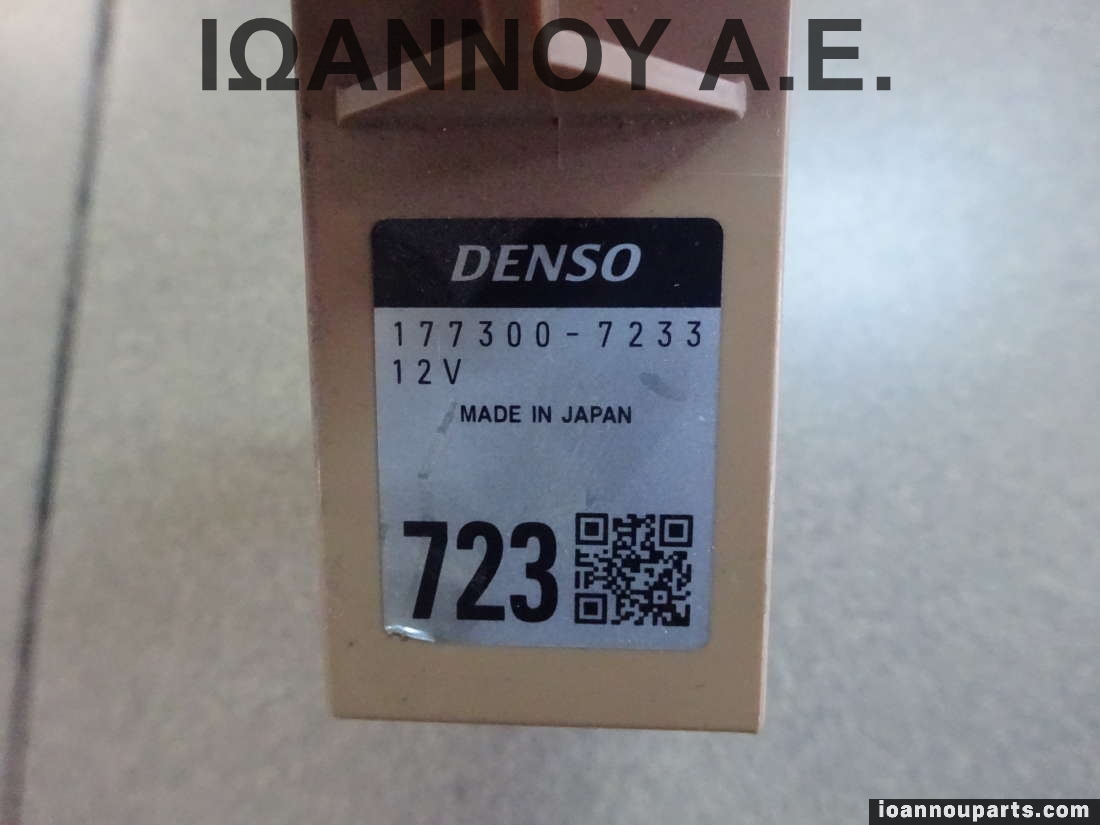 ΙΩΑΝΝΟΥ Α.Ε.
DENSO
177300-7233
12V
MADE IN JAPAN
723
ioannouparts.com